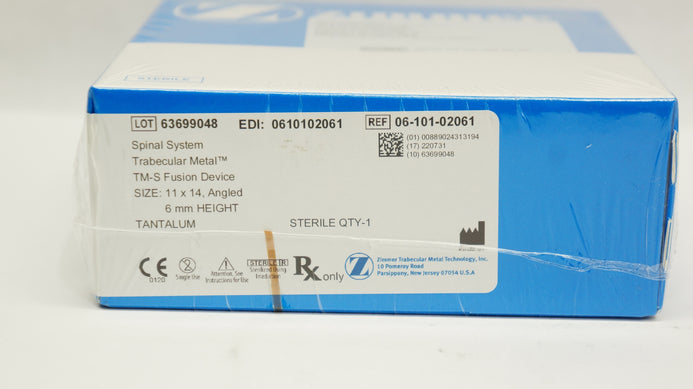 ZIMMER
STERILE
LOT 63699048 EDI: 0610102061 REF 06-101-02061
(01) 00889024313194
(17) 220731
(10) 63699048
Spinal System
Trabecular Metal™
TM-S Fusion Device
SIZE: 11 x 14, Angled
6 mm HEIGHT
TANTALUM STERILE QTY-1
CE
0120
2
Single Use
Attention, See
Instructions for Use
STERILE R
Sterilized Using
Irradiation
Rx only
Z
Zimmer Trabecular Metal Technology, Inc.
10 Pomeroy Road
Parsippany, New Jersey 07054 U.S.A